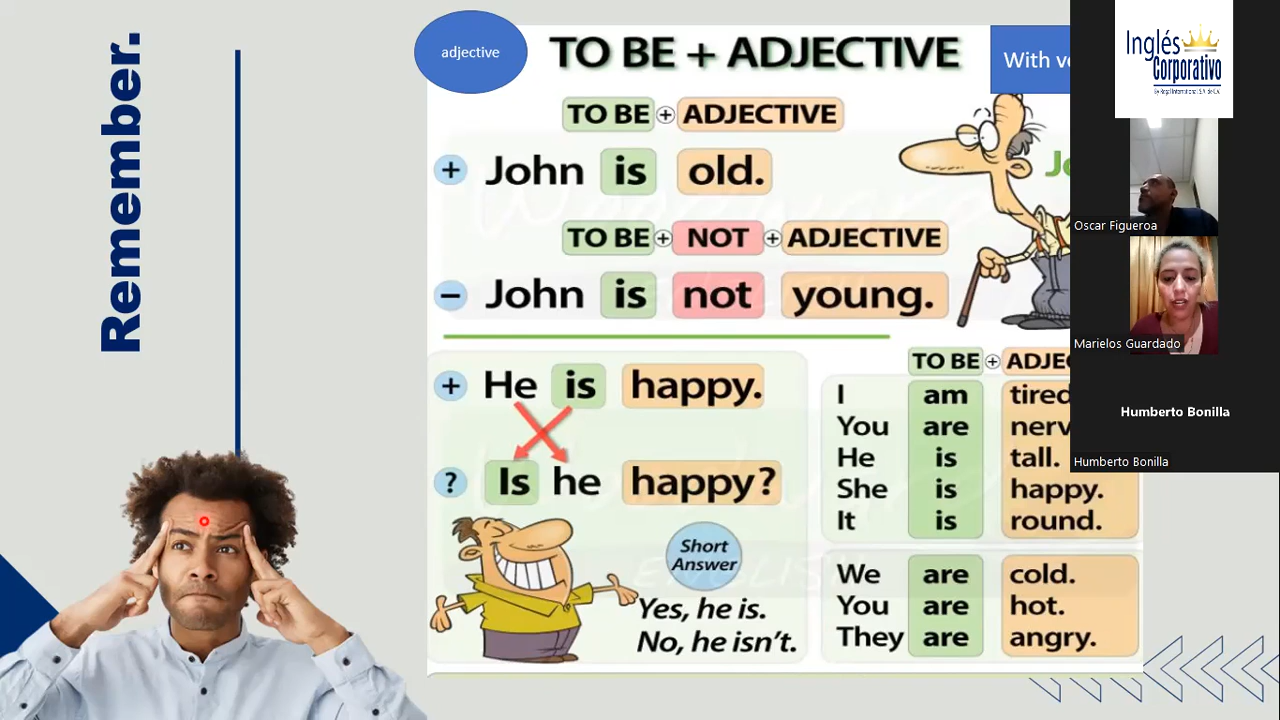 Remember.
adjective
TO BE + ADJECTIVE
With
TO BE + ADJECTIVE
+ John is old.
TO BE + NOT + ADJECTIVE
− John is not young.
+ He is happy.
? Is he happy?
Short
Answer
Yes, he is.
No, he isn't.
TO BE +
I am tired
You are
He is tall.
She is happy.
It is round.
We are cold.
You are hot.
They are angry.
Inglés
Corporativo
Oscar Figueroa
Marielos Guardado
Humberto Bonilla
Humberto Bonilla